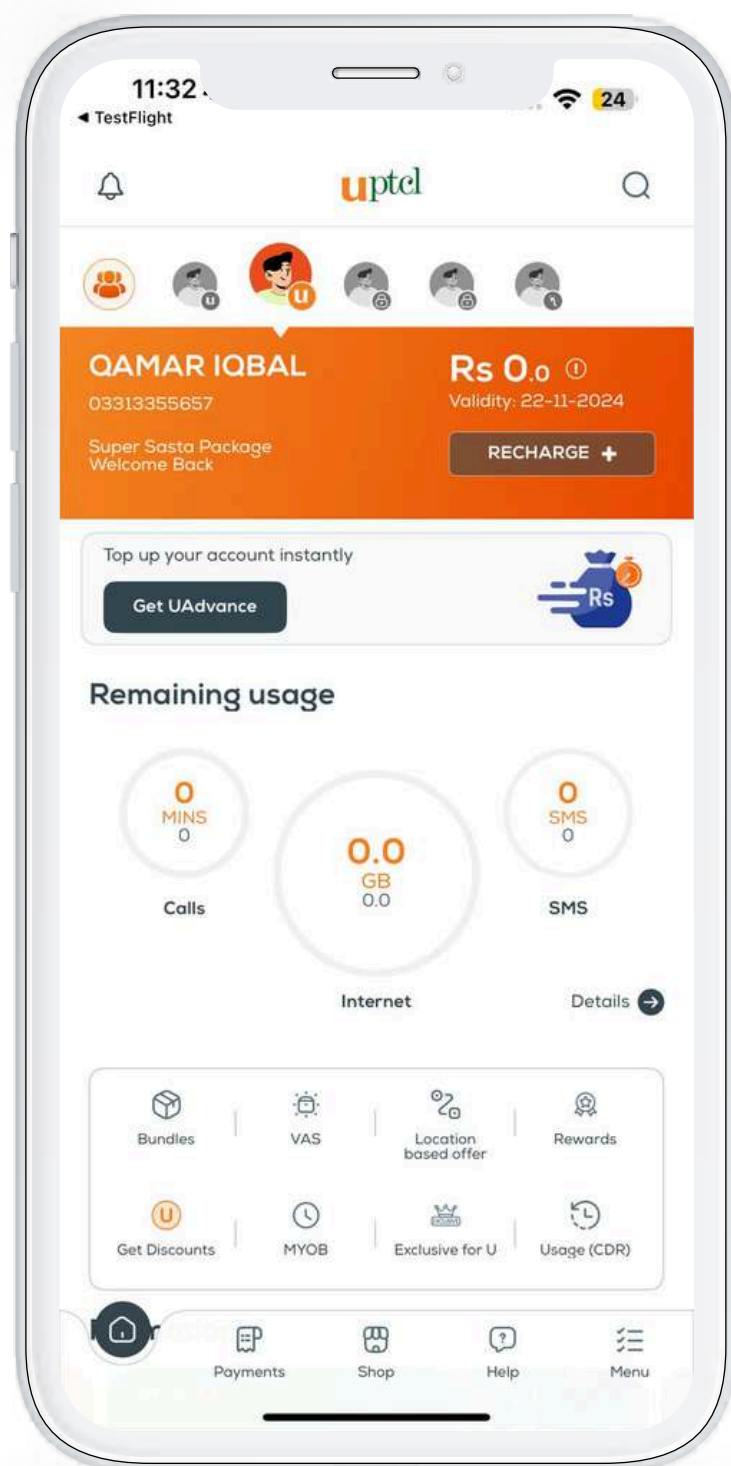 11:32
24
◀ TestFlight
uptcl
u
u
QAMAR IQBAL
Rs 0.0
03313355657
Validity: 22-11-2024
Super Sasta Package
Welcome Back
RECHARGE +
Top up your account instantly
Get UAdvance
Rs
Remaining usage
0
MINS
0
Calls
0.0
GB
0.0
Internet
0
SMS
0
SMS
Details
Bundles
VAS
Location
based offer
Rewards
U
Get Discounts
MYOB
Exclusive for U
Usage (CDR)
Payments
Shop
Help
Menu